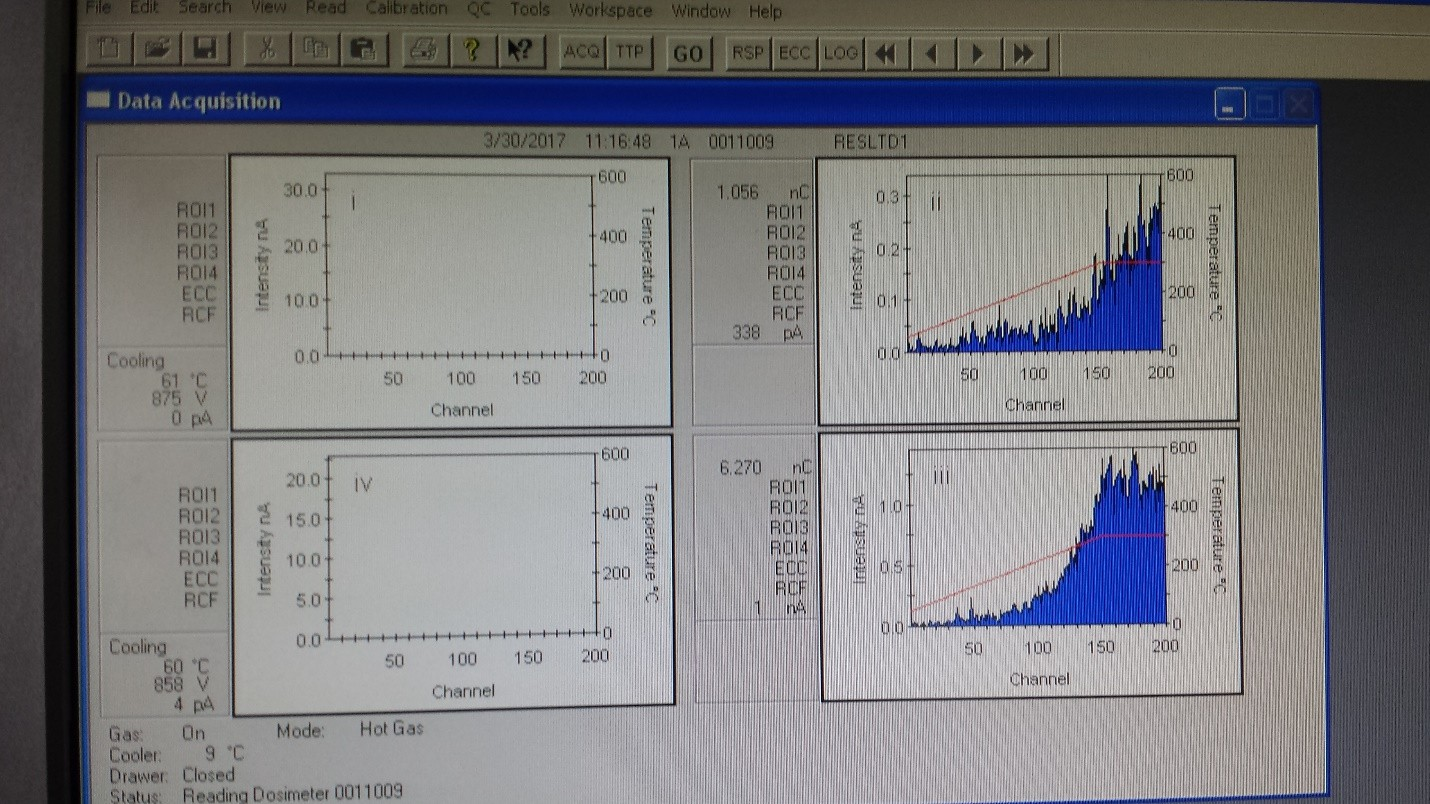 File Edit Search View Read Calibration QC Tools Workspace Window Help
? ? ACQ TTP GO RSP ECC LOG
Data Acquisition
3/30/2017 11:16:48 1A 0011009 RESLTD1
ROI1
ROI2
ROI3
ROI4
ECC
RCF
Cooling
61 °C
875 V
0 pA
i
Intensity nA
30.0
20.0
10.0
0.0
600
400
200
0
Temperature °C
50 100 150 200
Channel
1.056 nC
ROI1
ROI2
ROI3
ROI4
ECC
RCF
338 pA
ii
Intensity nA
0.3
0.2
0.1
0.0
600
400
200
0
Temperature °C
50 100 150 200
Channel
ROI1
ROI2
ROI3
ROI4
ECC
RCF
Cooling
60 °C
858 V
4 pA
iv
Intensity nA
20.0
15.0
10.0
5.0
0.0
600
400
200
0
Temperature °C
50 100 150 200
Channel
6.270 nC
ROI1
ROI2
ROI3
ROI4
ECC
RCF
1 nA
iii
Intensity nA
1.0
0.5
0.0
600
400
200
0
Temperature °C
50 100 150 200
Channel
Gas: On Mode: Hot Gas
Cooler: 9 °C
Drawer: Closed
Status: Reading Dosimeter 0011009